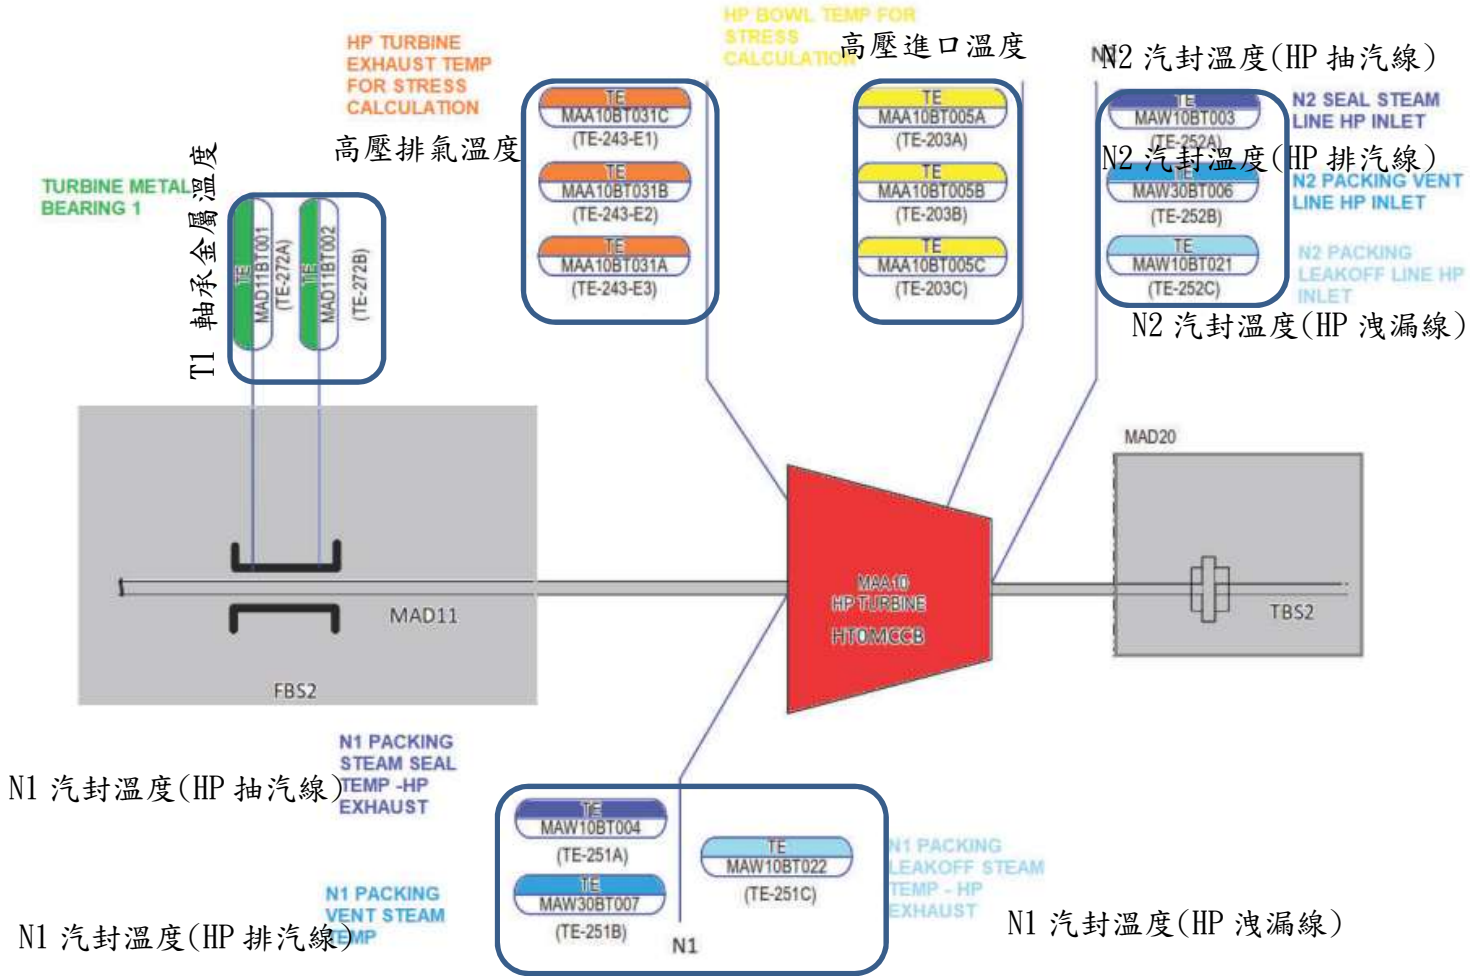 HP TURBINE
EXHAUST TEMP
FOR STRESS
CALCULATION
高壓排氣溫度
TE
MAA10BT031C
(TE-243-E1)
TE
MAA10BT031B
(TE-243-E2)
TE
MAA10BT031A
(TE-243-E3)
HP BOWL TEMP FOR
STRESS
CALCULATION
高壓進口溫度
TE
MAA10BT005A
(TE-203A)
TE
MAA10BT005B
(TE-203B)
TE
MAA10BT005C
(TE-203C)
N2 汽封溫度(HP 抽汽線)
TE
MAW10BT003
(TE-252A)
N2 SEAL STEAM
LINE HP INLET
N2 汽封溫度(HP 排汽線)
TE
MAW30BT006
(TE-252B)
N2 PACKING VENT
LINE HP INLET
TE
MAW10BT021
(TE-252C)
N2 PACKING
LEAKOFF LINE HP
INLET
N2 汽封溫度(HP 洩漏線)
TURBINE METAL
BEARING 1
T1 軸承金屬溫度
TE
MAD11BT001
(TE-272A)
TE
MAD11BT002
(TE-272B)
MAD11
FBS2
MAA10
HP TURBINE
HT0MCCB
MAD20
TBS2
N1 PACKING
STEAM SEAL
TEMP -HP
EXHAUST
N1 汽封溫度(HP 抽汽線)
TE
MAW10BT004
(TE-251A)
N1 PACKING
VENT STEAM
TEMP
N1 汽封溫度(HP 排汽線)
TE
MAW30BT007
(TE-251B)
N1
TE
MAW10BT022
(TE-251C)
N1 PACKING
LEAKOFF STEAM
TEMP - HP
EXHAUST
N1 汽封溫度(HP 洩漏線)